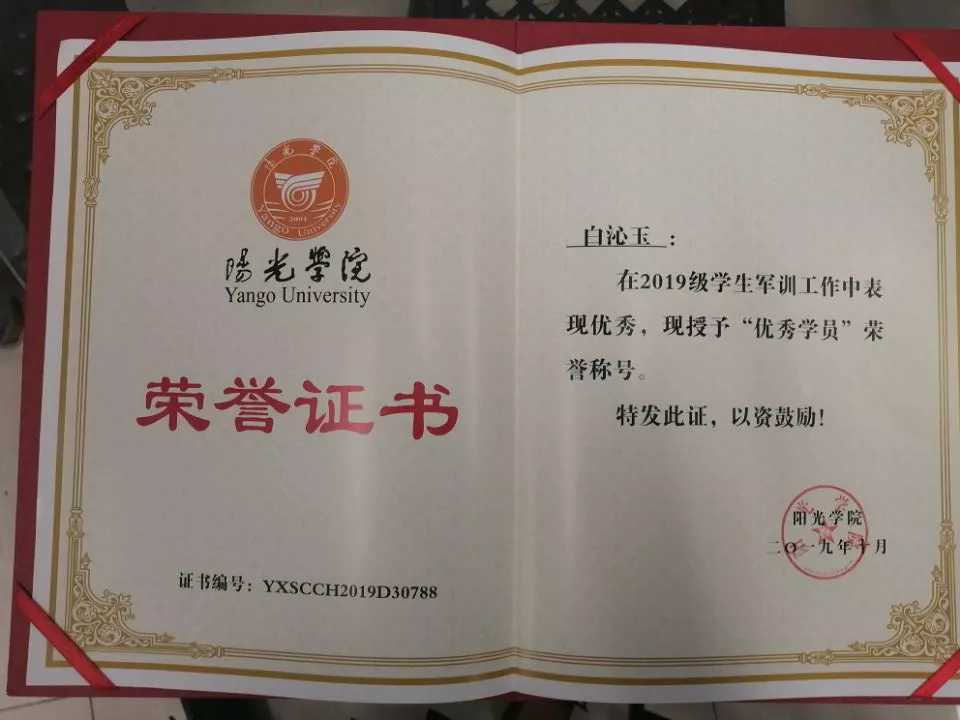 陽光學院
Yango University
2001
陽光學院
Yango University
荣誉证书
证书编号：YXSCCH2019D30788
白沁玉：
在2019级学生军训工作中表
现优秀，现授予“优秀学员”荣
誉称号。
特发此证，以资鼓励！
阳光学院
二〇一九年十月